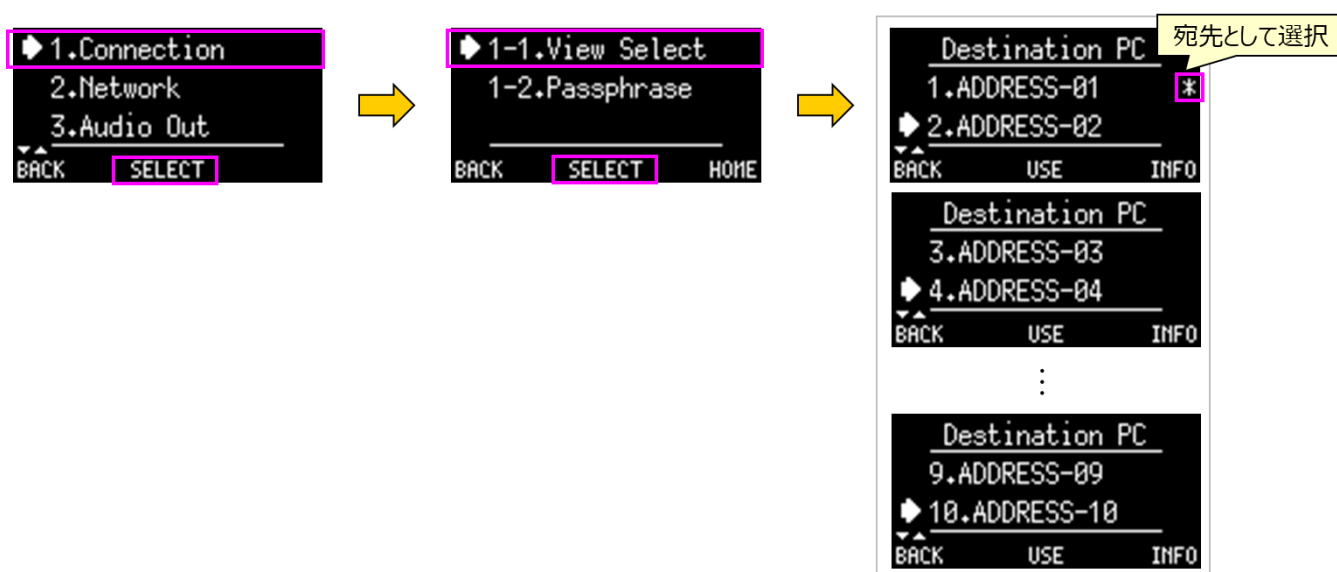 1.Connection
2.Network
3.Audio Out
BACK SELECT
1-1.View Select
1-2.Passphrase
BACK SELECT HOME
宛先として選択
Destination PC
1.ADDRESS-01 *
2.ADDRESS-02
BACK USE INFO
Destination PC
3.ADDRESS-03
4.ADDRESS-04
BACK USE INFO
⋮
Destination PC
9.ADDRESS-09
10.ADDRESS-10
BACK USE INFO